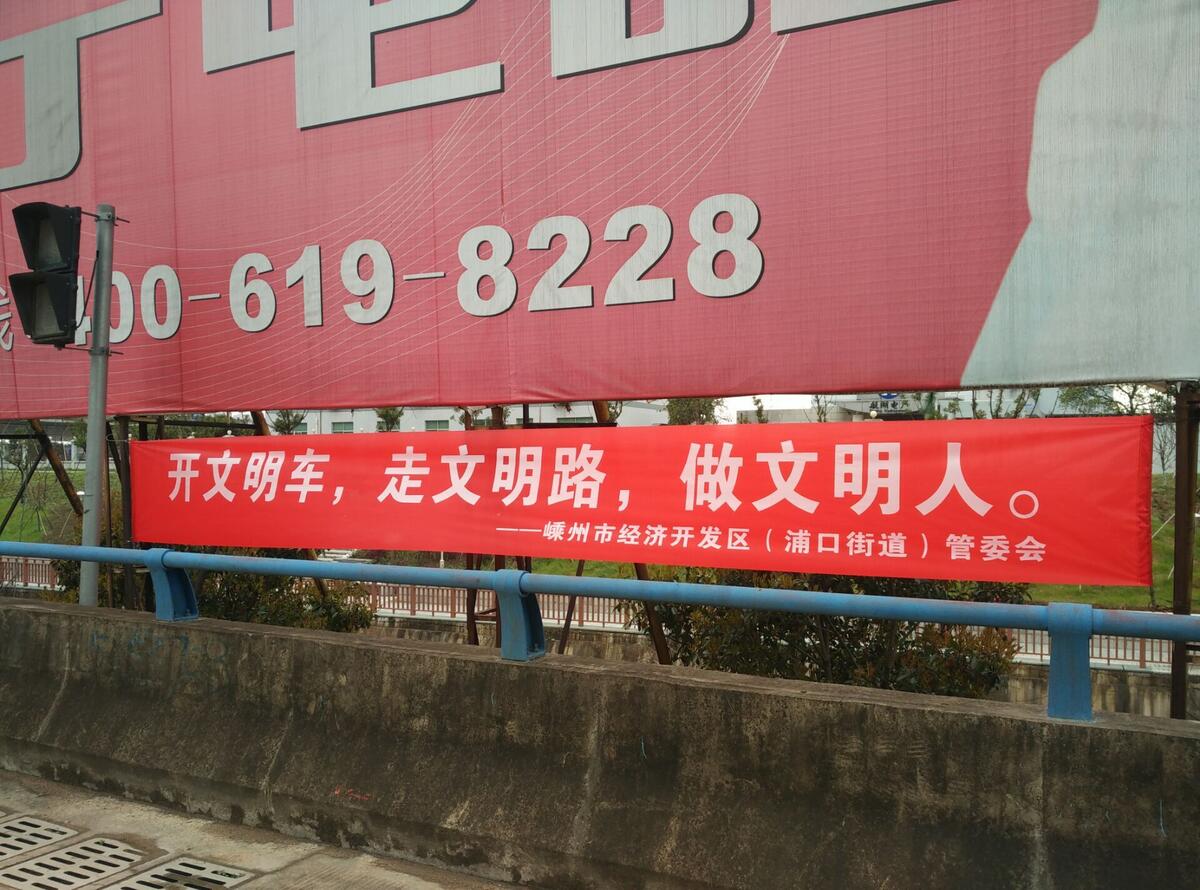 400-619-8228
开文明车，走文明路，做文明人。
——嵊州市经济开发区（浦口街道）管委会